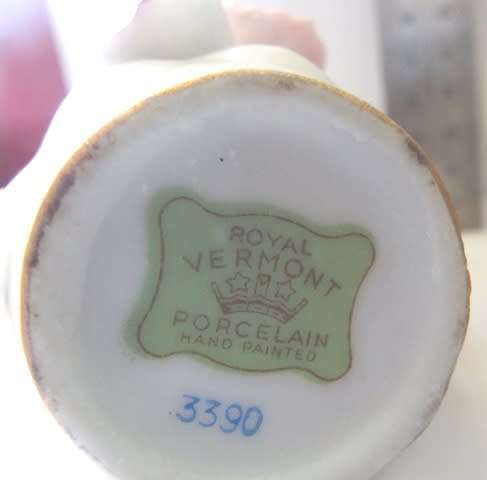 ROYAL
VERMONT
PORCELAIN
HAND PAINTED
3390